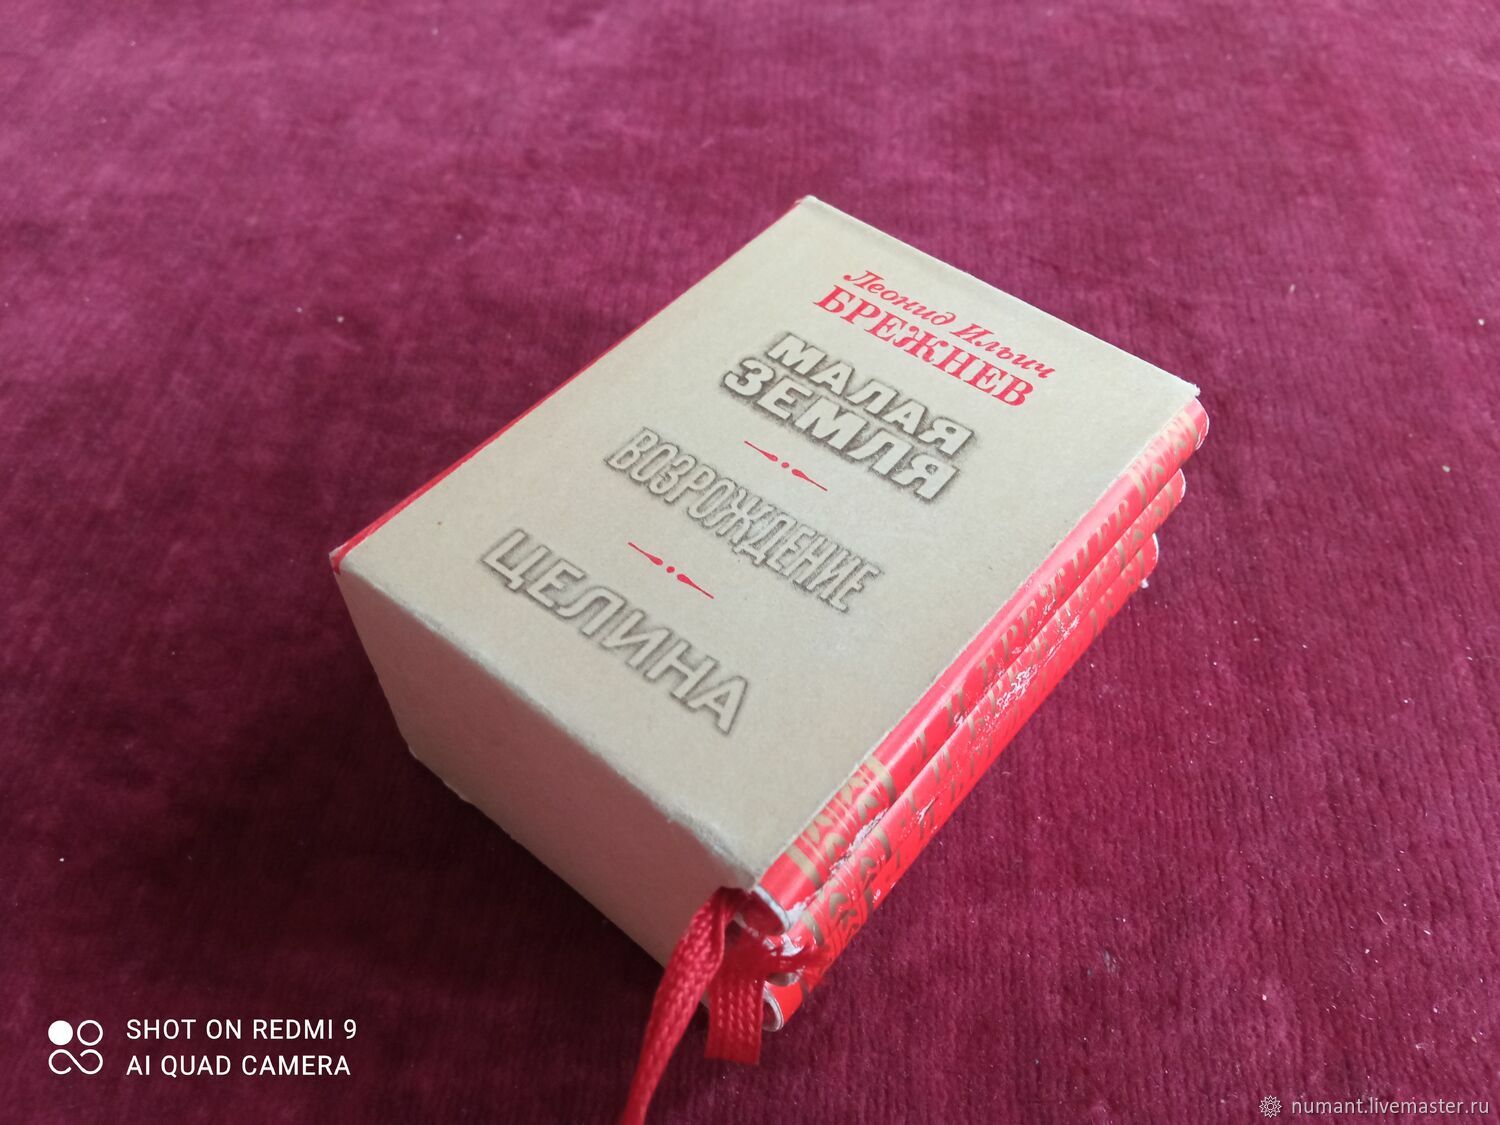 Леонид Ильич
БРЕЖНЕВ
МАЛАЯ
ЗЕМЛЯ
ВОЗРОЖДЕНИЕ
ЦЕЛИНА
SHOT ON REDMI 9
AI QUAD CAMERA
numant.livemaster.ru